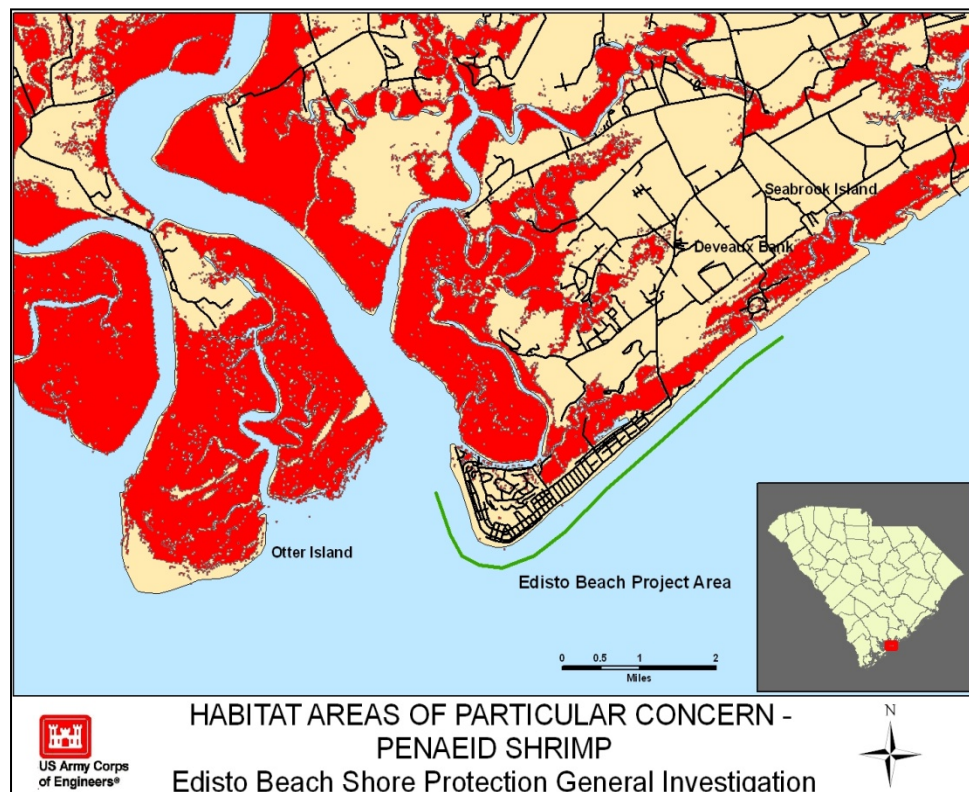 Seabrook Island
Deveaux Bank
Otter Island
Edisto Beach Project Area
0 0.5 1 2
Miles
HABITAT AREAS OF PARTICULAR CONCERN -
PENAEID SHRIMP
Edisto Beach Shore Protection General Investigation
US Army Corps
of Engineers®
N